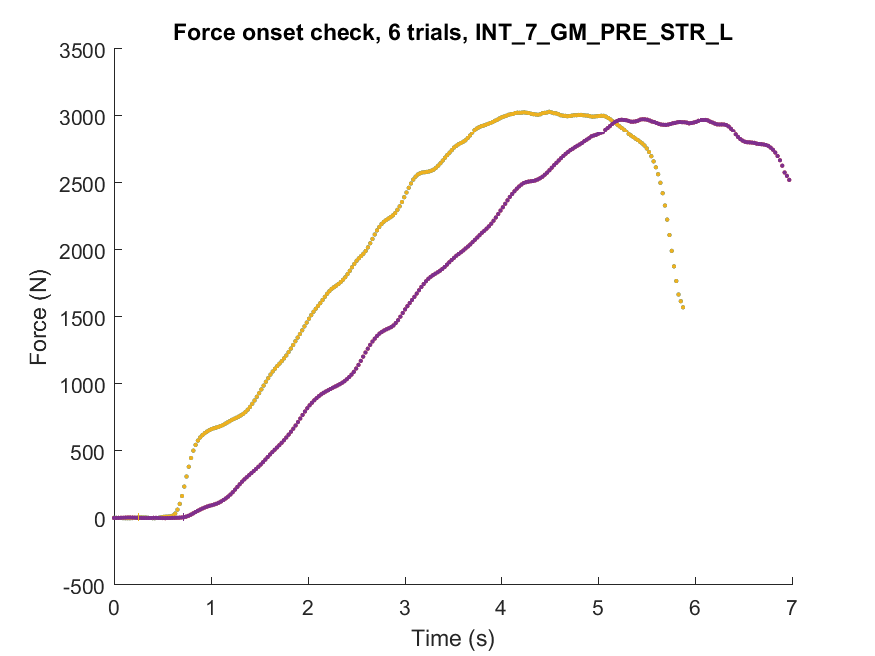 Force onset check, 6 trials, INT_7_GM_PRE_STR_L
3500
3000
2500
2000
1500
1000
500
0
-500
Force (N)
0 1 2 3 4 5 6 7
Time (s)